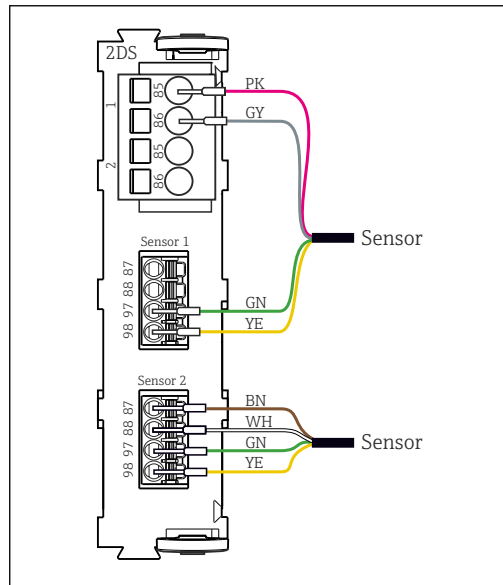 2DS
1
85
PK
86
GY
2
85
86
Sensor
Sensor 1
87
88
97
GN
98
YE
Sensor 2
87
BN
88
WH
97
GN
Sensor
98
YE